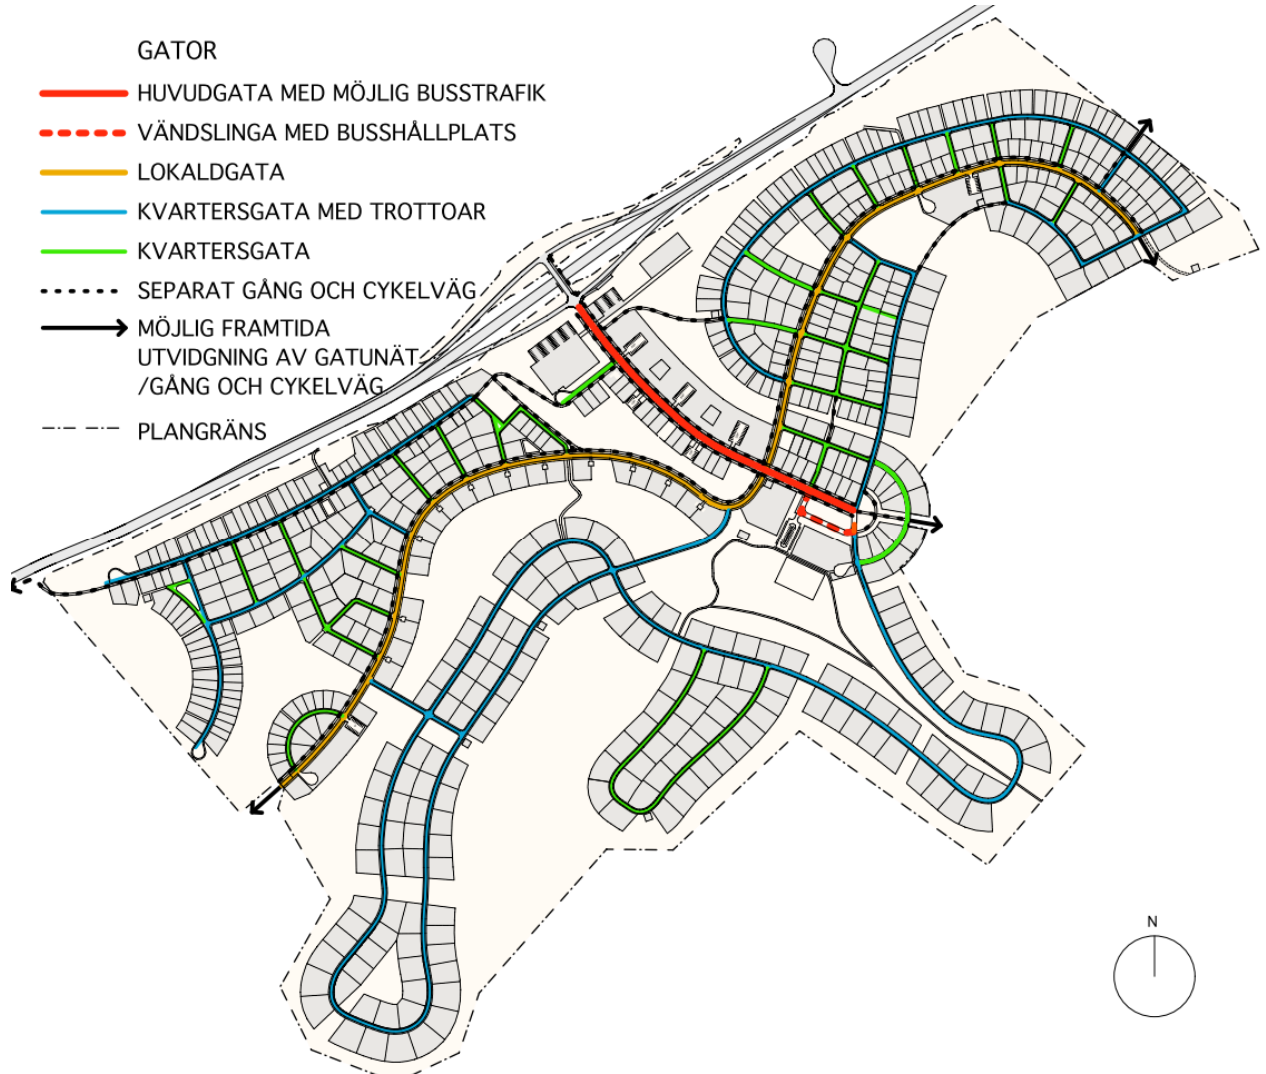 GATOR
HUVUDGATA MED MÖJLIG BUSSTRAFIK
VÄNDSLINGA MED BUSSHÅLLPLATS
LOKALDGATA
KVARTERSGATA MED TROTTOAR
KVARTERSGATA
SEPARAT GÅNG OCH CYKELVÄG
MÖJLIG FRAMTIDA
UTVIDGNING AV GATUNÄT
/GÅNG OCH CYKELVÄG
PLANGRÄNS
N